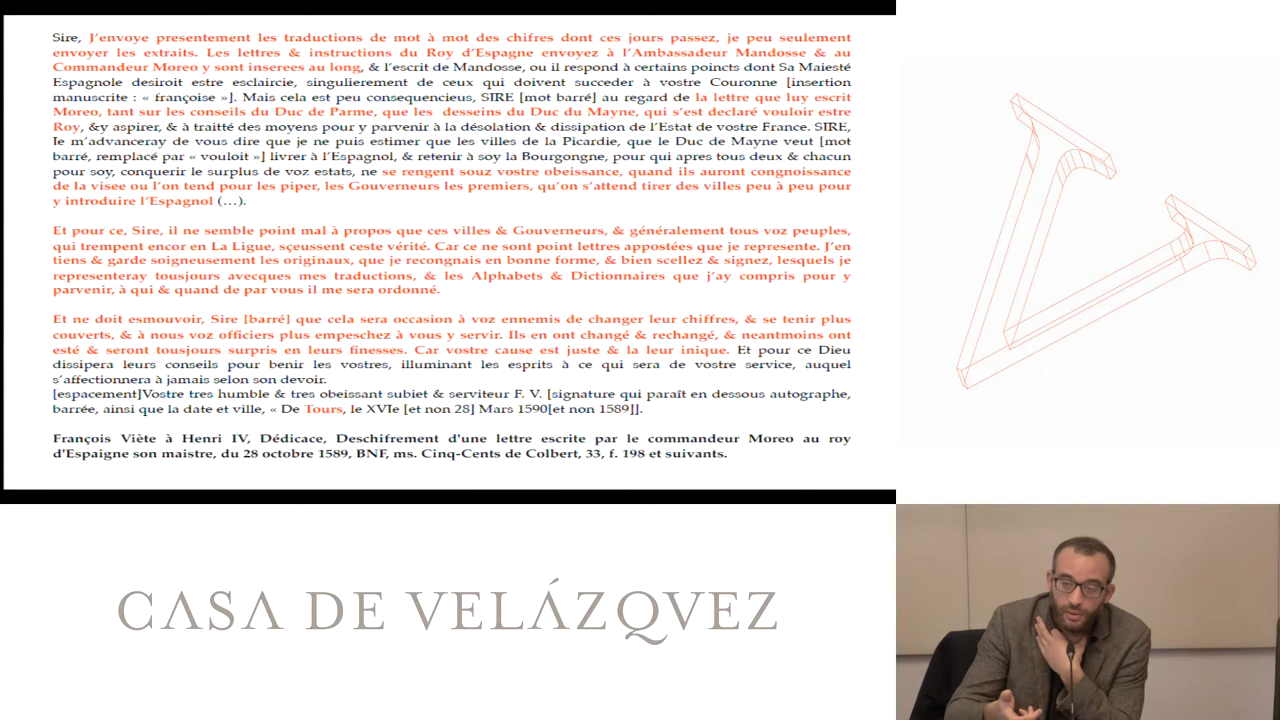 Sire, J'envoye presentement les traductions de mot à mot des chifres dont ces jours passez, je peu seulement
envoyer les extraits. Les lettres & instructions du Roy d'Espagne envoyez à l'Ambassadeur Mandosse & au
Commandeur Moreo y sont inserees au long, & l'escrit de Mandosse, ou il respond à certains poincts dont Sa Maiesté
Espagnole desiroit estre esclaircie, singulierement de ceux qui doivent succeder à vostre Couronne [insertion
manuscrite : « françoise »]. Mais cela est peu consequencieus, SIRE [mot barré] au regard de la lettre que luy escrit
Moreo, tant sur les conseils du Duc de Parme, que les desseins du Duc du Mayne, qui s'est declaré vouloir estre
Roy, &y aspirer, & à traitté des moyens pour y parvenir à la désolation & dissipation de l'Estat de vostre France. SIRE,
Ie m'advanceray de vous dire que je ne puis estimer que les villes de la Picardie, que le Duc de Mayne veut [mot
barré, remplacé par « vouloit »] livrer à l'Espagnol, & retenir à soy la Bourgongne, pour qui apres tous deux & chacun
pour soy, conquerir le surplus de voz estats, ne se rengent souz vostre obeissance, quand ils auront congnoissance
de la visee ou l'on tend pour les piper, les Gouverneurs les premiers, qu'on s'attend tirer des villes peu à peu pour
y introduire l'Espagnol (…).
Et pour ce, Sire, il ne semble point mal à propos que ces villes & Gouverneurs, & généralement tous voz peuples,
qui trempent encor en La Ligue, sçeussent ceste vérité. Car ce ne sont point lettres appostées que je represente. J'en
tiens & garde soigneusement les originaux, que je recongnais en bonne forme, & bien scellez & signez, lesquels je
representeray tousjours avecques mes traductions, & les Alphabets & Dictionnaires que j'ay compris pour y
parvenir, à qui & quand de par vous il me sera ordonné.
Et ne doit esmouvoir, Sire [barré] que cela sera occasion à voz ennemis de changer leur chiffres, & se tenir plus
couverts, & à nous voz officiers plus empeschez à vous y servir. Ils en ont changé & rechangé, & neantmoins ont
esté & seront tousjours surpris en leurs finesses. Car vostre cause est juste & la leur inique. Et pour ce Dieu
dissipera leurs conseils pour benir les vostres, illuminant les esprits à ce qui sera de vostre service, auquel
s'affectionnera à jamais selon son devoir.
[espacement]Vostre tres humble & tres obeissant subiet & serviteur F. V. [signature qui paraît en dessous autographe,
barrée, ainsi que la date et ville, « De Tours, le XVIe [et non 28] Mars 1590[et non 1589]].
François Viète à Henri IV, Dédicace, Deschifrement d'une lettre escrite par le commandeur Moreo au roy
d'Espaigne son maistre, du 28 octobre 1589, BNF, ms. Cinq-Cents de Colbert, 33, f. 198 et suivants.
CASA DE VELÁZQVEZ